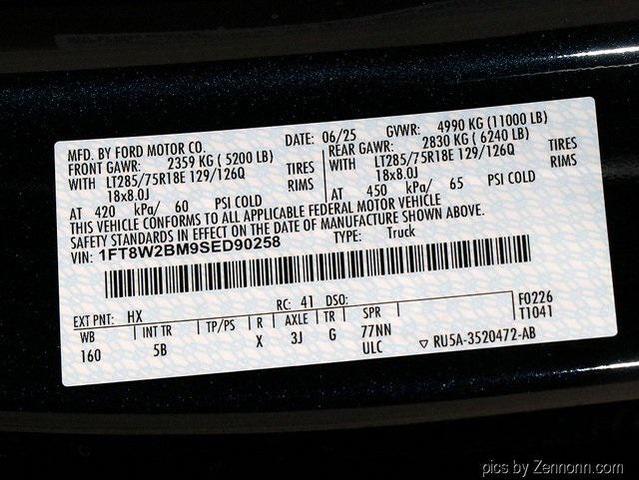 MFD. BY FORD MOTOR CO. DATE: 06/25 GVWR: 4990 KG (11000 LB)
FRONT GAWR: 2359 KG ( 5200 LB) REAR GAWR: 2830 KG ( 6240 LB)
WITH LT285/75R18E 129/126Q TIRES WITH LT285/75R18E 129/126Q TIRES
18x8.0J RIMS 18x8.0J RIMS
AT 420 kPa/ 60 PSI COLD AT 450 kPa/ 65 PSI COLD
THIS VEHICLE CONFORMS TO ALL APPLICABLE FEDERAL MOTOR VEHICLE
SAFETY STANDARDS IN EFFECT ON THE DATE OF MANUFACTURE SHOWN ABOVE.
VIN: 1FT8W2BM9SED90258 TYPE: Truck
EXT PNT: HX RC: 41 DSO: F0226
WB INT TR TP/PS R AXLE TR SPR T1041
160 5B X 3J G 77NN
ULC ▽ RU5A-3520472-AB
pics by Zennonn.com